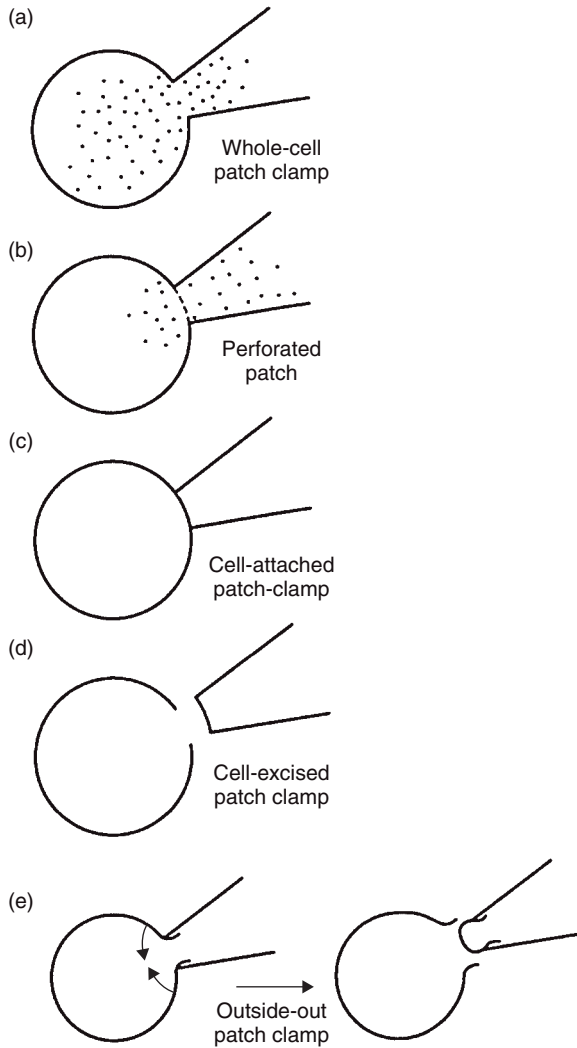 (a)
Whole-cell
patch clamp
(b)
Perforated
patch
(c)
Cell-attached
patch-clamp
(d)
Cell-excised
patch clamp
(e)
Outside-out
patch clamp